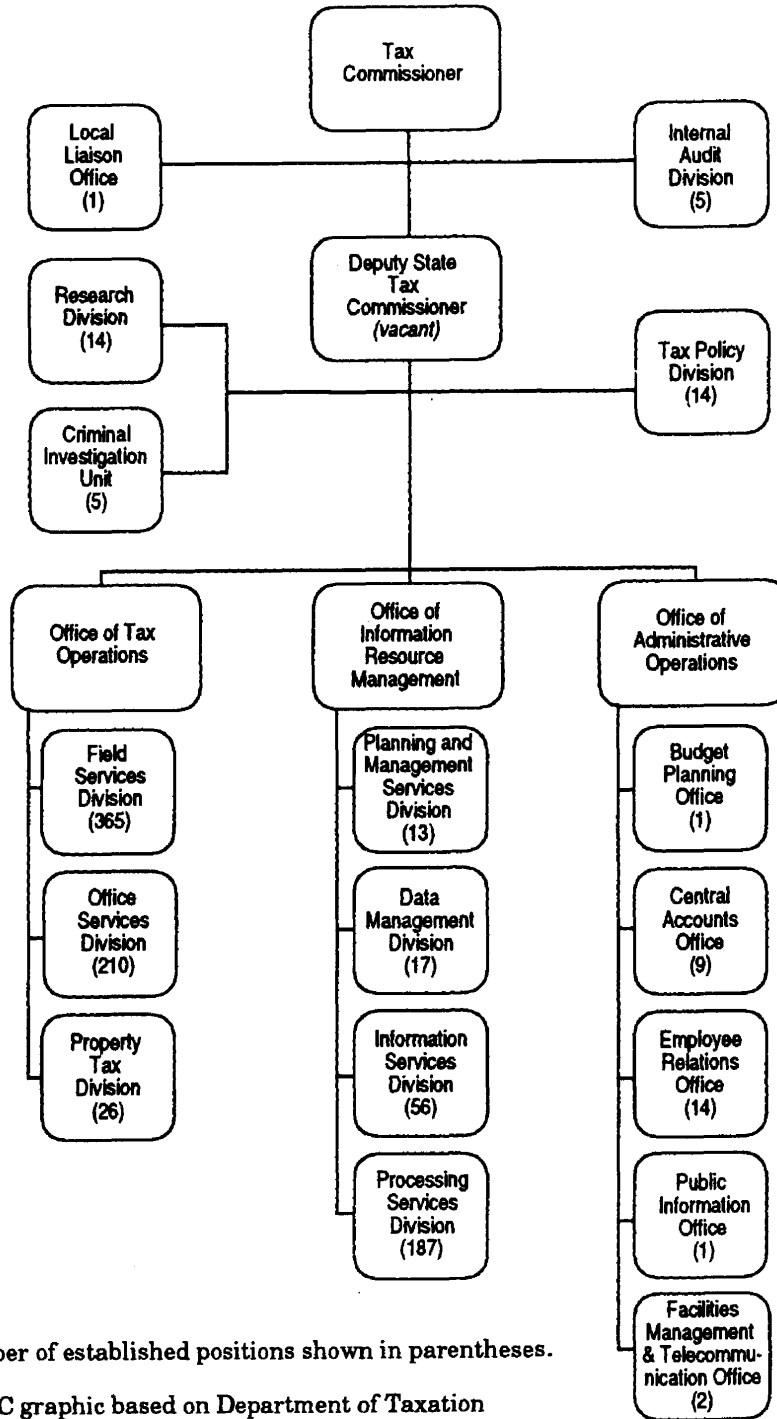 Tax
Commissioner
Local
Liaison
Office
(1)
Internal
Audit
Division
(5)
Deputy State
Tax
Commissioner
(vacant)
Research
Division
(14)
Tax Policy
Division
(14)
Criminal
Investigation
Unit
(5)
Office of Tax
Operations
Office of
Information
Resource
Management
Office of
Administrative
Operations
Field
Services
Division
(365)
Office
Services
Division
(210)
Property
Tax
Division
(26)
Planning and
Management
Services
Division
(13)
Data
Management
Division
(17)
Information
Services
Division
(56)
Processing
Services
Division
(187)
Budget
Planning
Office
(1)
Central
Accounts
Office
(9)
Employee
Relations
Office
(14)
Public
Information
Office
(1)
Facilities
Management
& Telecommu-
nication Office
(2)
ber of established positions shown in parentheses.
C graphic based on Department of Taxation